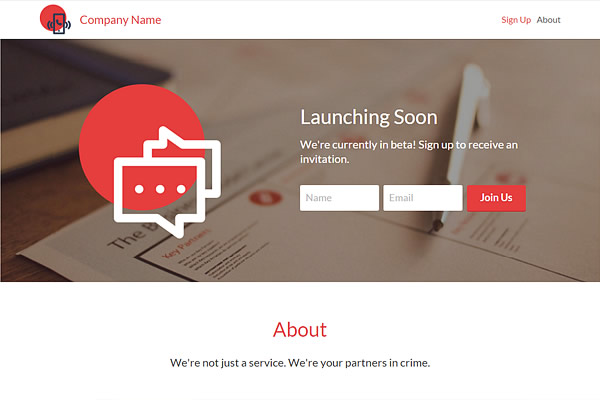 Company Name
Sign Up About
Launching Soon
We're currently in beta! Sign up to receive an
invitation.
Name Email Join Us
The B
Key Partners
About
We're not just a service. We're your partners in crime.